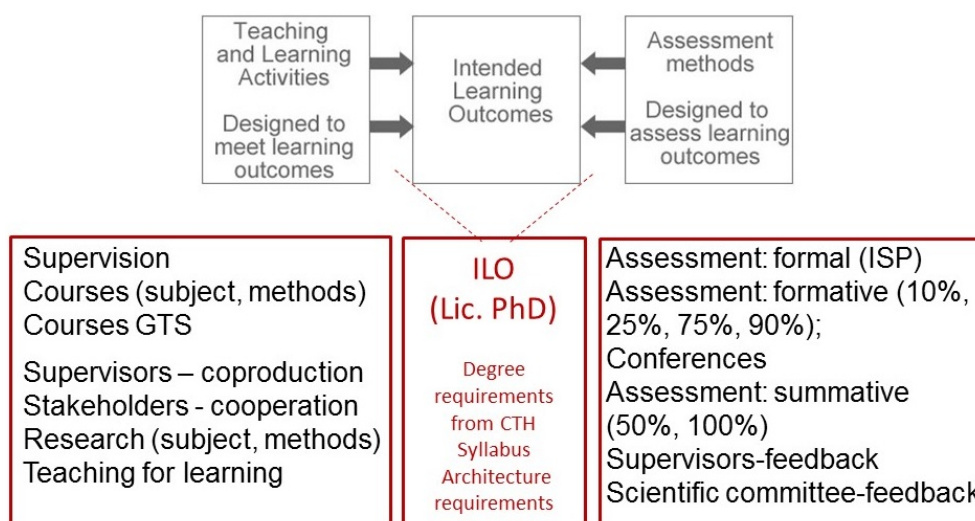 Teaching
and Learning
Activities
Designed to
meet learning
outcomes
Intended
Learning
Outcomes
Assessment
methods
Designed to
assess learning
outcomes
Supervision
Courses (subject, methods)
Courses GTS
Supervisors – coproduction
Stakeholders - cooperation
Research (subject, methods)
Teaching for learning
ILO
(Lic. PhD)
Degree
requirements
from CTH
Syllabus
Architecture
requirements
Assessment: formal (ISP)
Assessment: formative (10%,
25%, 75%, 90%);
Conferences
Assessment: summative
(50%, 100%)
Supervisors-feedback
Scientific committee-feedback